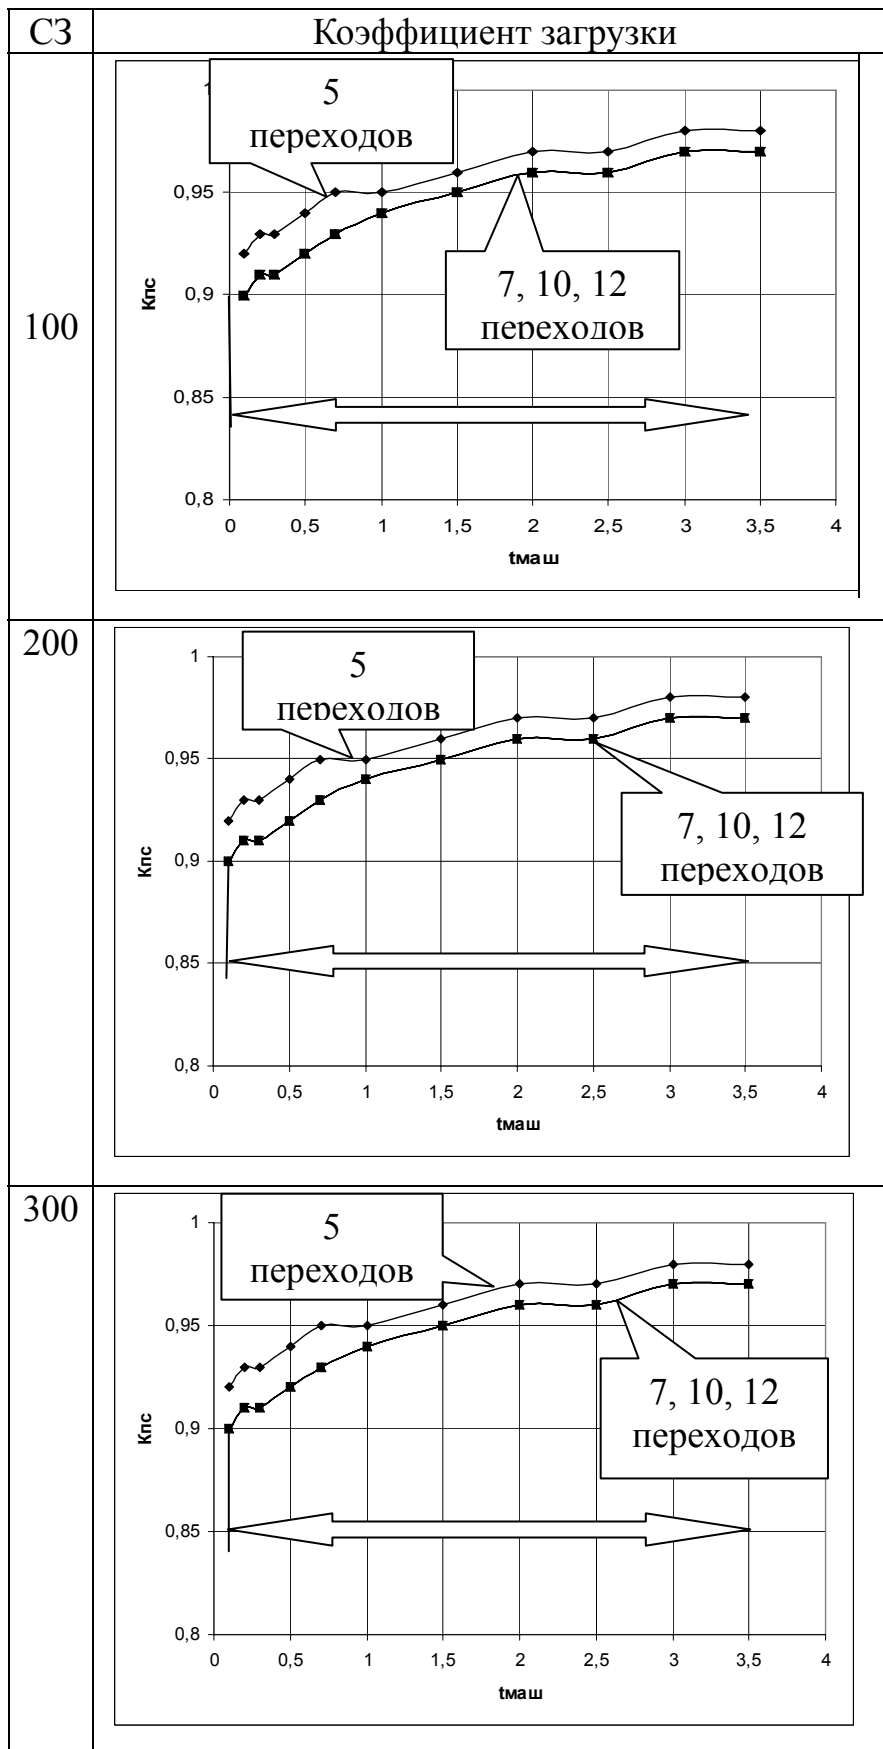 СЗ Коэффициент загрузки
100
1
0,95
0,9
0,85
0,8
Кпс
5
переходов
7, 10, 12
переходов
0 0,5 1 1,5 2 2,5 3 3,5 4
tмаш
200
1
0,95
0,9
0,85
0,8
Кпс
5
переходов
7, 10, 12
переходов
0 0,5 1 1,5 2 2,5 3 3,5 4
tмаш
300
1
0,95
0,9
0,85
0,8
Кпс
5
переходов
7, 10, 12
переходов
0 0,5 1 1,5 2 2,5 3 3,5 4
tмаш